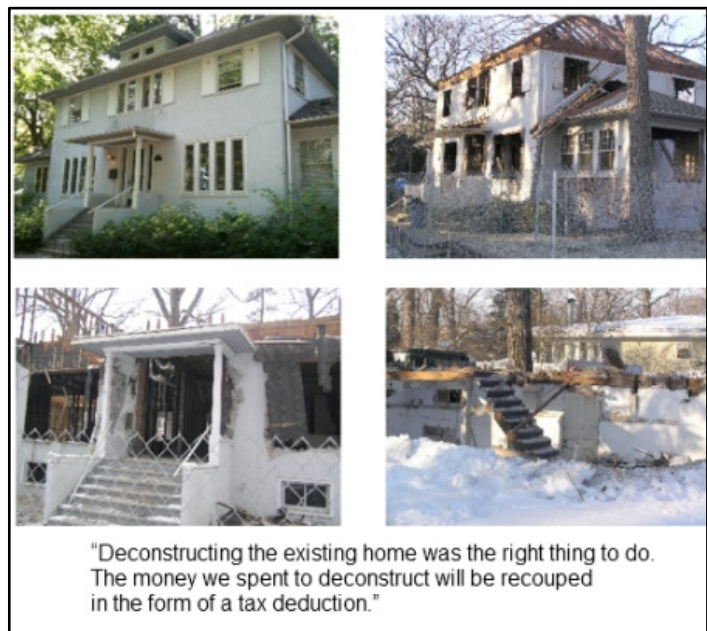 “Deconstructing the existing home was the right thing to do.
The money we spent to deconstruct will be recouped
in the form of a tax deduction.”